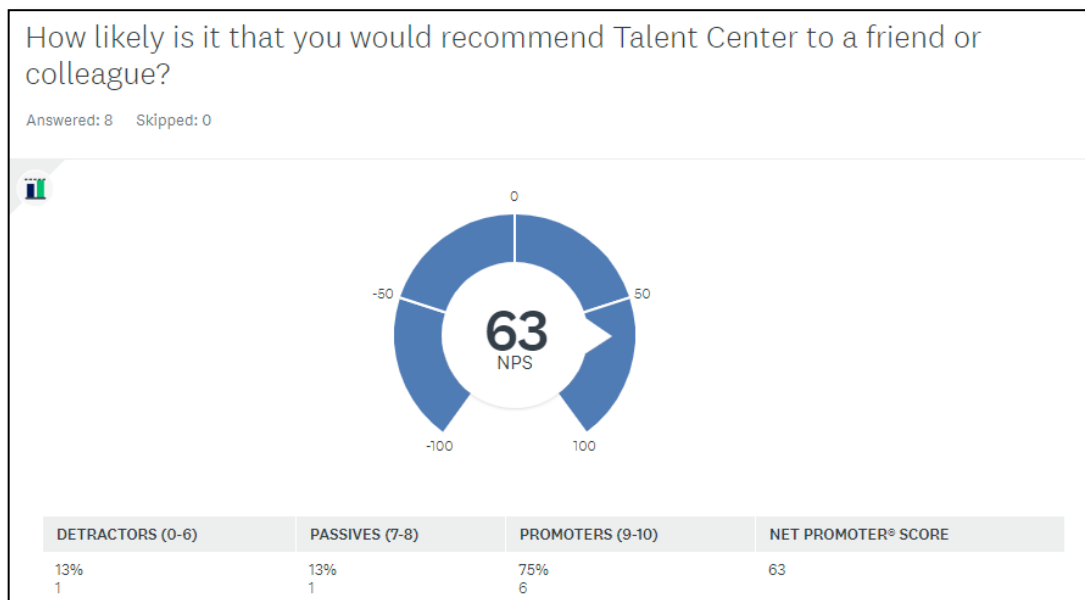 How likely is it that you would recommend Talent Center to a friend or
colleague?
Answered: 8 Skipped: 0
0
-50 50
63
NPS
-100 100
DETRACTORS (0-6) PASSIVES (7-8) PROMOTERS (9-10) NET PROMOTER® SCORE
13% 13% 75% 63
1 1 6